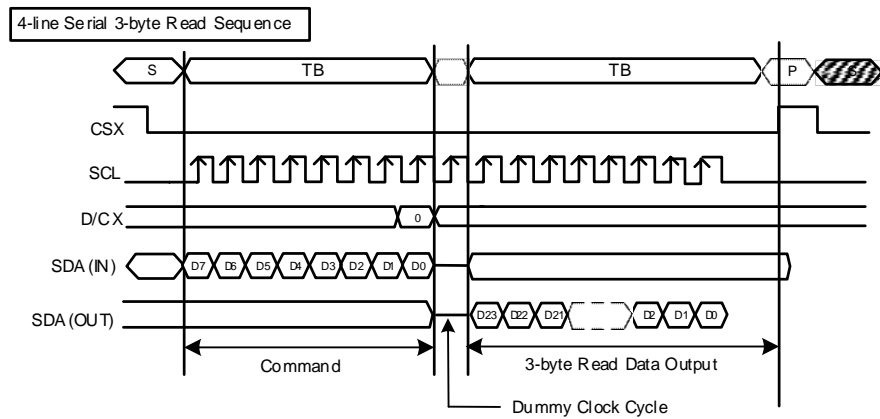 4-line Serial 3-byte Read Sequence
S TB TB P
CSX
SCL
D/CX 0
SDA (IN) D7 D6 D5 D4 D3 D2 D1 D0
SDA (OUT) D23 D22 D21 D2 D1 D0
Command 3-byte Read Data Output
Dummy Clock Cycle